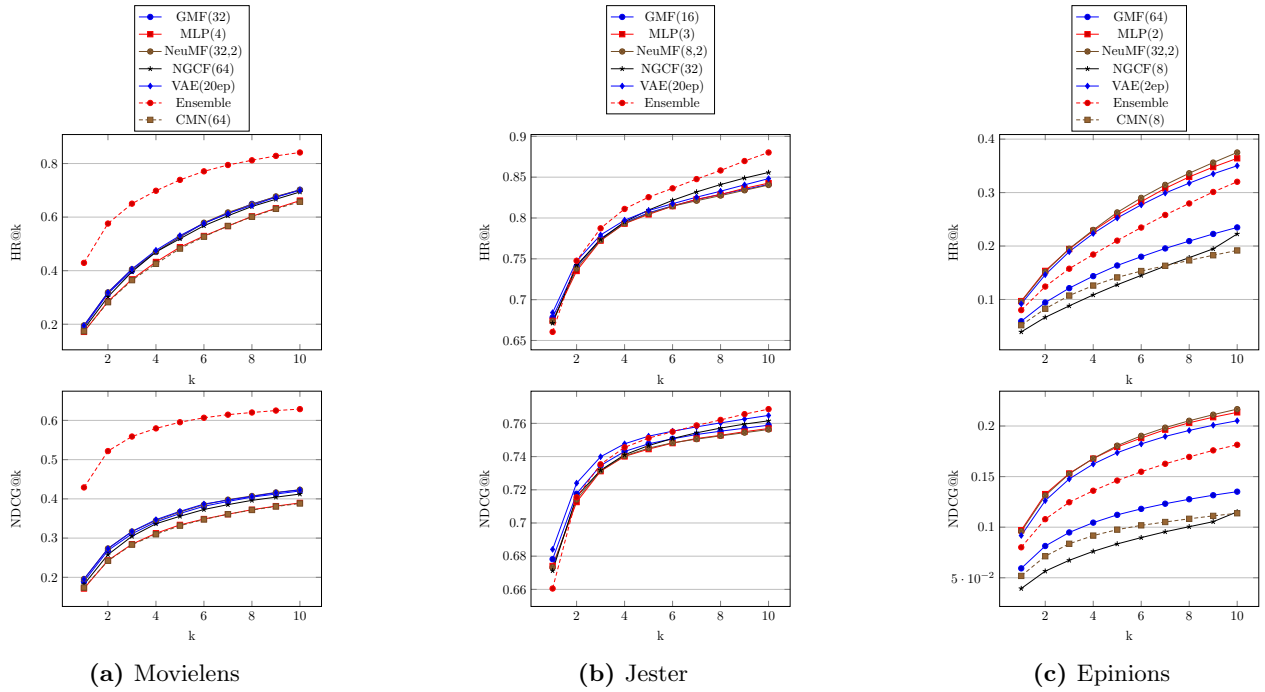 GMF(32)
MLP(4)
NeuMF(32,2)
NGCF(64)
VAE(20ep)
Ensemble
CMN(64)
0.8
0.6
0.4
0.2
HR@k
2 4 6 8 10
k
0.6
0.5
0.4
0.3
0.2
NDCG@k
2 4 6 8 10
k
(a) Movielens
GMF(16)
MLP(3)
NeuMF(8,2)
NGCF(32)
VAE(20ep)
Ensemble
0.9
0.85
0.8
0.75
0.7
0.65
HR@k
2 4 6 8 10
k
0.76
0.74
0.72
0.7
0.68
0.66
NDCG@k
2 4 6 8 10
k
(b) Jester
GMF(64)
MLP(2)
NeuMF(32,2)
NGCF(8)
VAE(2ep)
Ensemble
CMN(8)
0.4
0.3
0.2
0.1
HR@k
2 4 6 8 10
k
0.2
0.15
0.1
5 · 10⁻²
NDCG@k
2 4 6 8 10
k
(c) Epinions